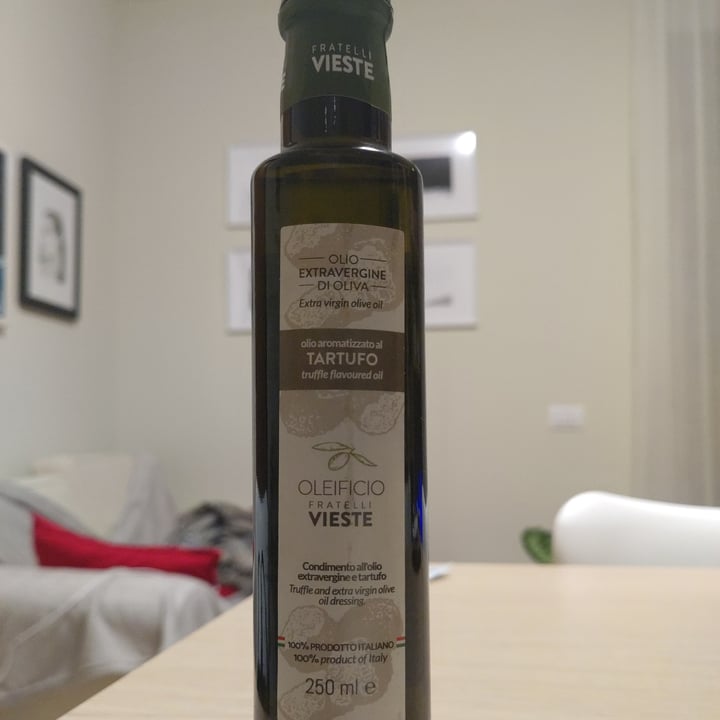 FRATELLI
VIESTE
OLIO
EXTRAVERGINE
DI OLIVA
Extra virgin olive oil
olio aromatizzato al
TARTUFO
truffle flavoured oil
OLEIFICIO
FRATELLI
VIESTE
Condimento all'olio
extravergine e tartufo
Truffle and extra virgin olive
oil dressing.
100% PRODOTTO ITALIANO
100% product of Italy
250 ml ℮